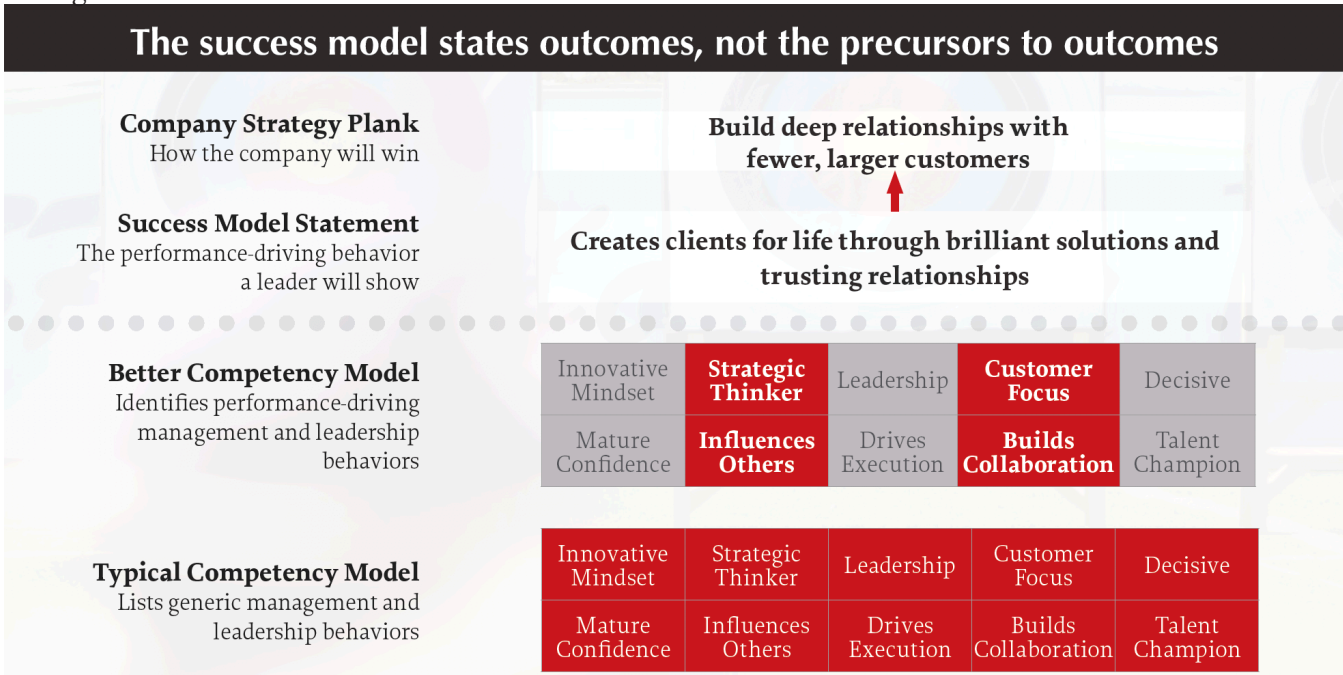 The success model states outcomes, not the precursors to outcomes
Company Strategy Plank
How the company will win
Build deep relationships with
fewer, larger customers
Success Model Statement
The performance-driving behavior
a leader will show
Creates clients for life through brilliant solutions and
trusting relationships
Better Competency Model
Identifies performance-driving
management and leadership
behaviors
Innovative
Mindset
Strategic
Thinker
Leadership
Customer
Focus
Decisive
Mature
Confidence
Influences
Others
Drives
Execution
Builds
Collaboration
Talent
Champion
Typical Competency Model
Lists generic management and
leadership behaviors
Innovative
Mindset
Strategic
Thinker
Leadership
Customer
Focus
Decisive
Mature
Confidence
Influences
Others
Drives
Execution
Builds
Collaboration
Talent
Champion